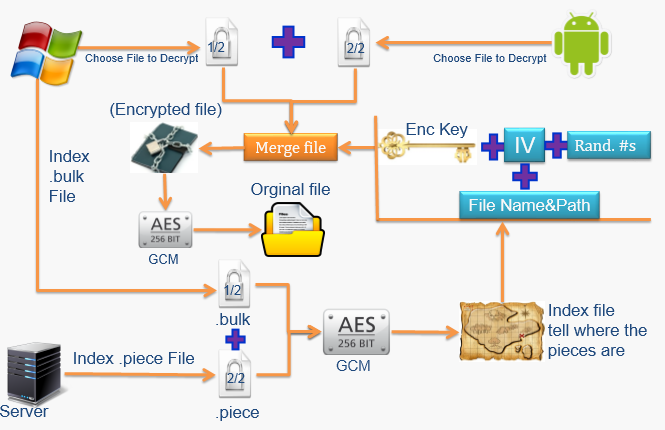 1/2
2/2
Choose File to Decrypt
Choose File to Decrypt
(Encrypted file)
Enc Key
Merge file
IV
Rand. #s
Index
.bulk
File
Orginal file
File Name&Path
AES
256 BIT
GCM
1/2
.bulk
AES
256 BIT
GCM
Index file
tell where the
pieces are
Index .piece File
2/2
.piece
Server